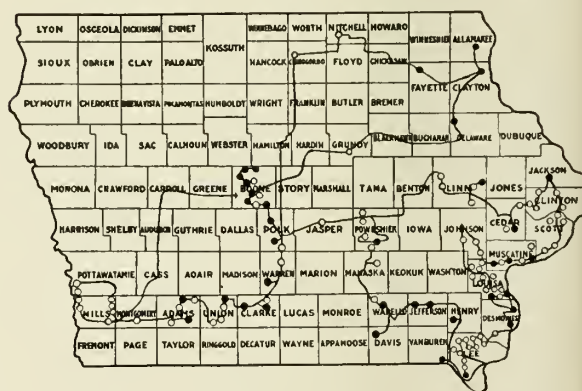 LYON OSCEOLA DICKINSON EMMET WINNEBAGO WORTH MITCHELL HOWARD
KOSSUTH WINNESHIEK ALLAMAKEE
SIOUX OBRIEN CLAY PALO ALTO HANCOCK CERRO GORDO FLOYD CHICKASAW
FAYETTE CLAYTON
PLYMOUTH CHEROKEE BUENA VISTA POCAHONTAS HUMBOLDT WRIGHT FRANKLIN BUTLER BREMER
WOODBURY IDA SAC CALHOUN WEBSTER HAMILTON HARDIN GRUNDY BLACKHAWK BUCHANAN DELAWARE DUBUQUE
JACKSON
MONONA CRAWFORD CARROLL GREENE BOONE STORY MARSHALL TAMA BENTON LINN JONES
CLINTON
CEDAR
HARRISON SHELBY AUDUBON GUTHRIE DALLAS POLK JASPER POWESHIEK IOWA JOHNSON SCOTT
MUSCATINE
POTTAWATAMIE CASS ADAIR MADISON WARREN MARION MAHASKA KEOKUK WASHTON LOUISA
MILLS MONTGOMERY ADAMS UNION CLARKE LUCAS MONROE WAPELLO JEFFERSON HENRY DESMOINES
FREMONT PAGE TAYLOR RINGGOLD DECATUR WAYNE APPANOOSE DAVIS VANBUREN LEE